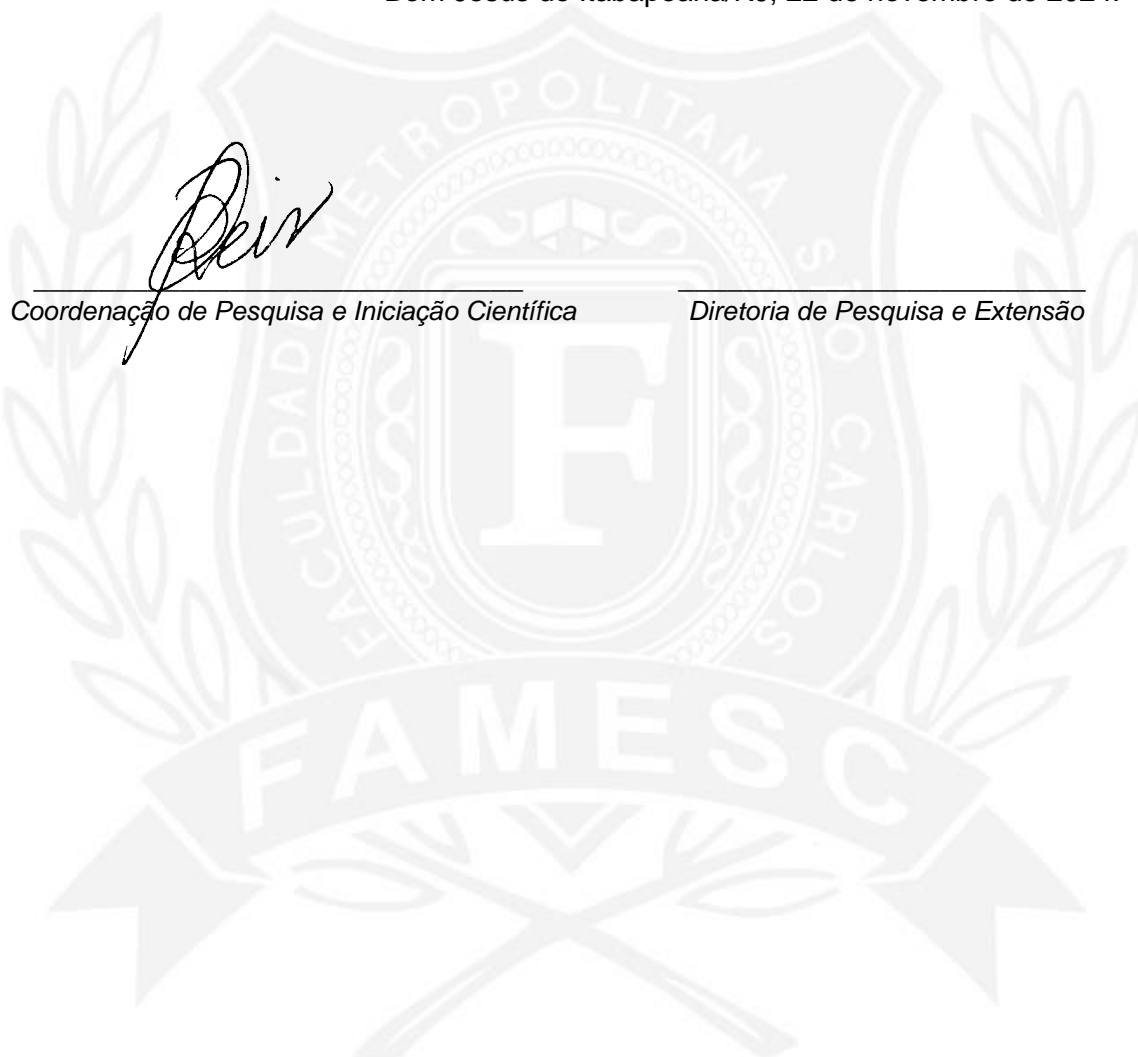 Bom Jesus do Itabapoana/RJ, 22 de novembro de 2024.
Coordenação de Pesquisa e Iniciação Científica Diretoria de Pesquisa e Extensão
FACULDADE METROPOLITANA SÃO CARLOS
F
FAMESC